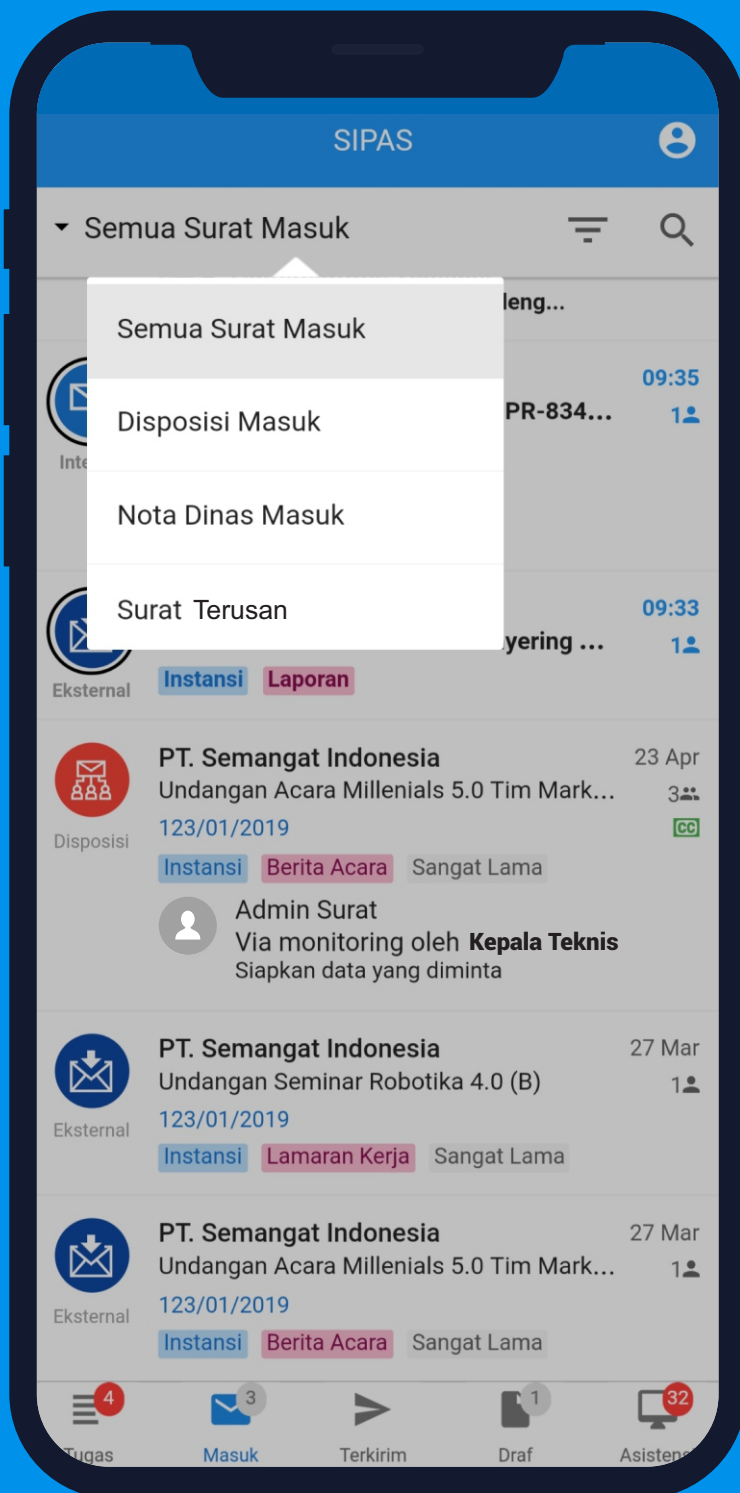 SIPAS
Semua Surat Masuk
Semua Surat Masuk
leng...
09:35
Disposisi Masuk
PR-834...
1
Inte
Nota Dinas Masuk
Surat Terusan
09:33
yering ...
1
Eksternal
Instansi Laporan
PT. Semangat Indonesia
23 Apr
Undangan Acara Millenials 5.0 Tim Mark...
3
Disposisi
123/01/2019
CC
Instansi Berita Acara Sangat Lama
Admin Surat
Via monitoring oleh Kepala Teknis
Siapkan data yang diminta
PT. Semangat Indonesia
27 Mar
Undangan Seminar Robotika 4.0 (B)
1
Eksternal
123/01/2019
Instansi Lamaran Kerja Sangat Lama
PT. Semangat Indonesia
27 Mar
Undangan Acara Millenials 5.0 Tim Mark...
1
Eksternal
123/01/2019
Instansi Berita Acara Sangat Lama
4 3 1 32
Tugas Masuk Terkirim Draf Asistens